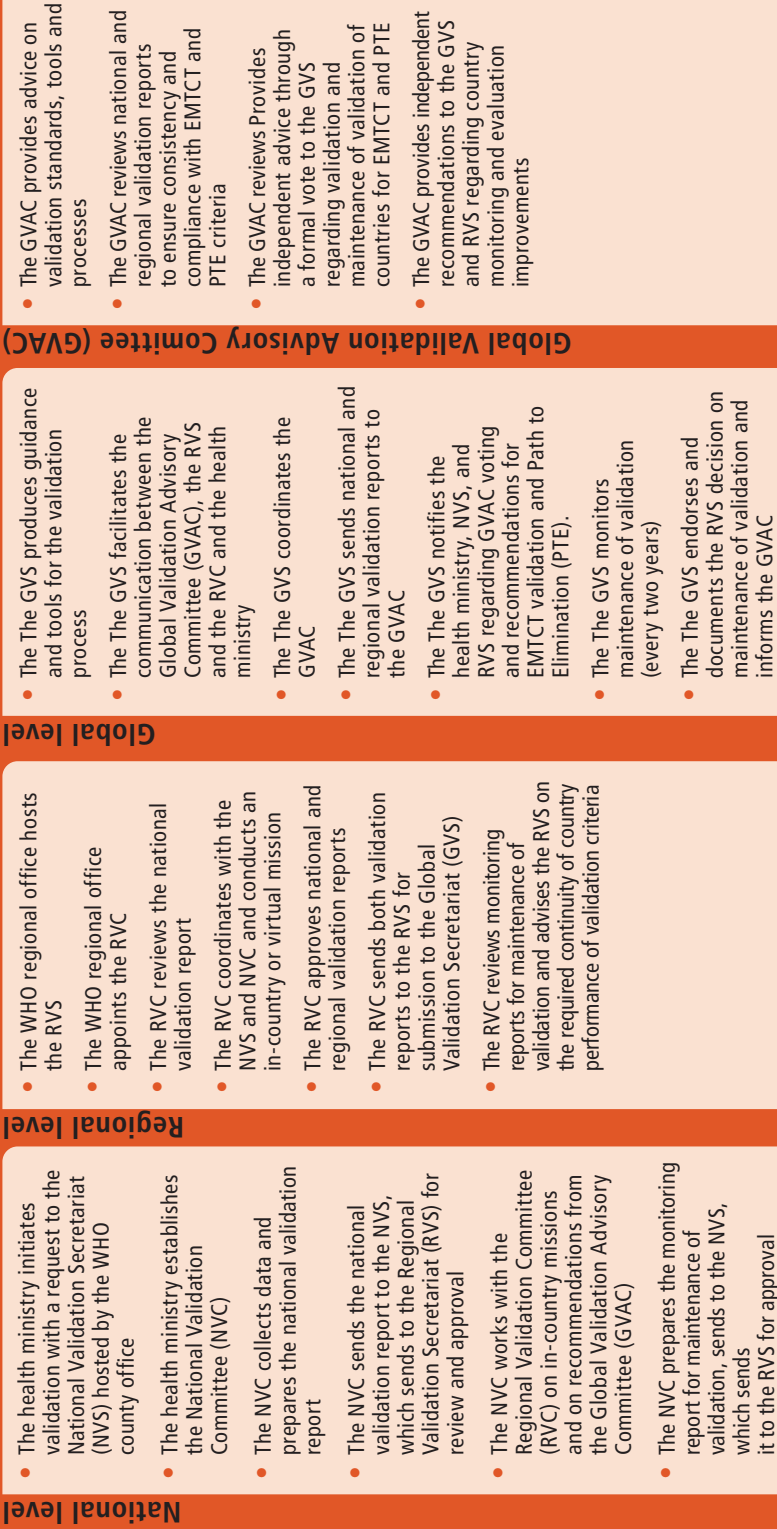 National level
The health ministry initiates
validation with a request to the
National Validation Secretariat
(NVS) hosted by the WHO
county office
The health ministry establishes
the National Validation
Committee (NVC)
The NVC collects data and
prepares the national validation
report
The NVC sends the national
validation report to the NVS,
which sends to the Regional
Validation Secretariat (RVS) for
review and approval
The NVC works with the
Regional Validation Committee
(RVC) on in-country missions
and on recommendations from
the Global Validation Advisory
Committee (GVAC)
The NVC prepares the monitoring
report for maintenance of
validation, sends to the NVS,
which sends
it to the RVS for approval
Regional level
The WHO regional office hosts
the RVS
The WHO regional office
appoints the RVC
The RVC reviews the national
validation report
The RVC coordinates with the
NVS and NVC and conducts an
in-country or virtual mission
The RVC approves national and
regional validation reports
The RVC sends both validation
reports to the RVS for
submission to the Global
Validation Secretariat (GVS)
The RVC reviews monitoring
reports for maintenance of
validation and advises the RVS on
the required continuity of country
performance of validation criteria
Global level
The The GVS produces guidance
and tools for the validation
process
The The GVS facilitates the
communication between the
Global Validation Advisory
Committee (GVAC), the RVS
and the RVC and the health
ministry
The The GVS coordinates the
GVAC
The The GVS sends national and
regional validation reports to
the GVAC
The The GVS notifies the
health ministry, NVS, and
RVS regarding GVAC voting
and recommendations for
EMTCT validation and Path to
Elimination (PTE).
The The GVS monitors
maintenance of validation
(every two years)
The The GVS endorses and
documents the RVS decision on
maintenance of validation and
informs the GVAC
Global Validation Advisory Comittee (GVAC)
The GVAC provides advice on
validation standards, tools and
processes
The GVAC reviews national and
regional validation reports
to ensure consistency and
compliance with EMTCT and
PTE criteria
The GVAC reviews Provides
independent advice through
a formal vote to the GVS
regarding validation and
maintenance of validation of
countries for EMTCT and PTE
The GVAC provides independent
recommendations to the GVS
and RVS regarding country
monitoring and evaluation
improvements